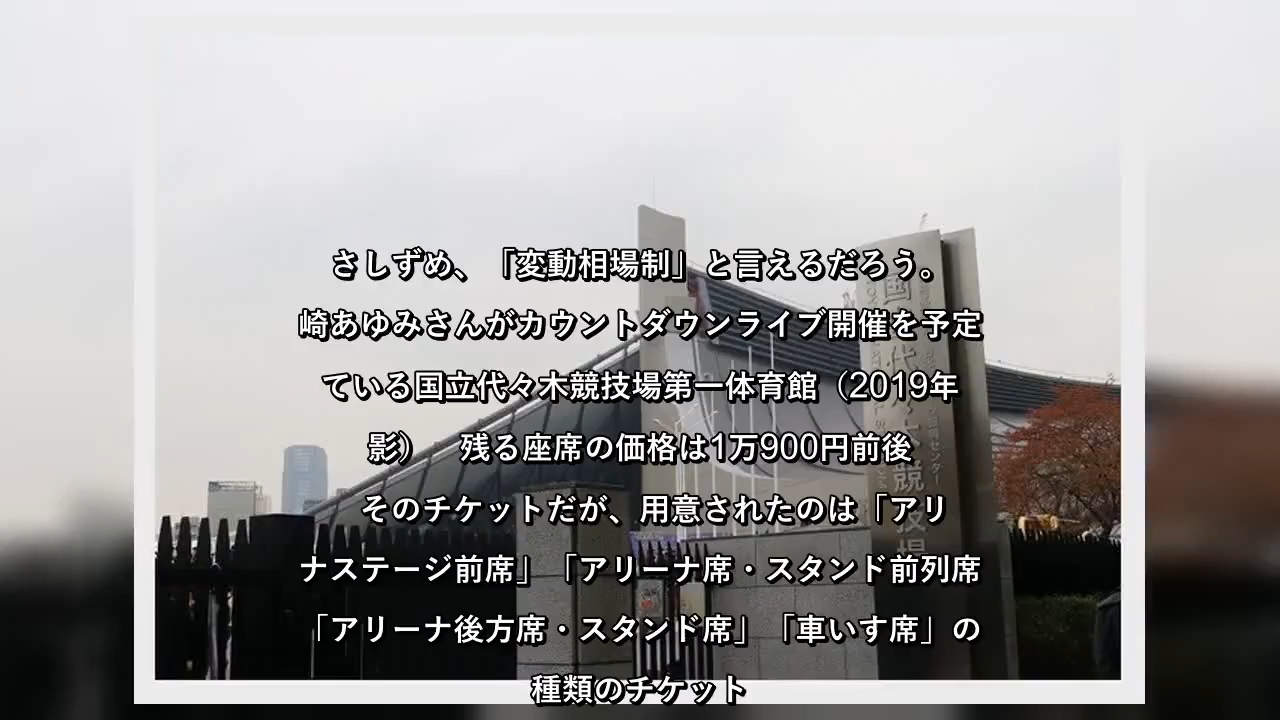 さしずめ、「変動相場制」と言えるだろう。
崎あゆみさんがカウントダウンライブ開催を予定
ている国立代々木競技場第一体育館（2019年
影） 残る座席の価格は1万900円前後
そのチケットだが、用意されたのは「アリ
ナステージ前席」「アリーナ席・スタンド前列席
「アリーナ後方席・スタンド席」「車いす席」の
種類のチケット